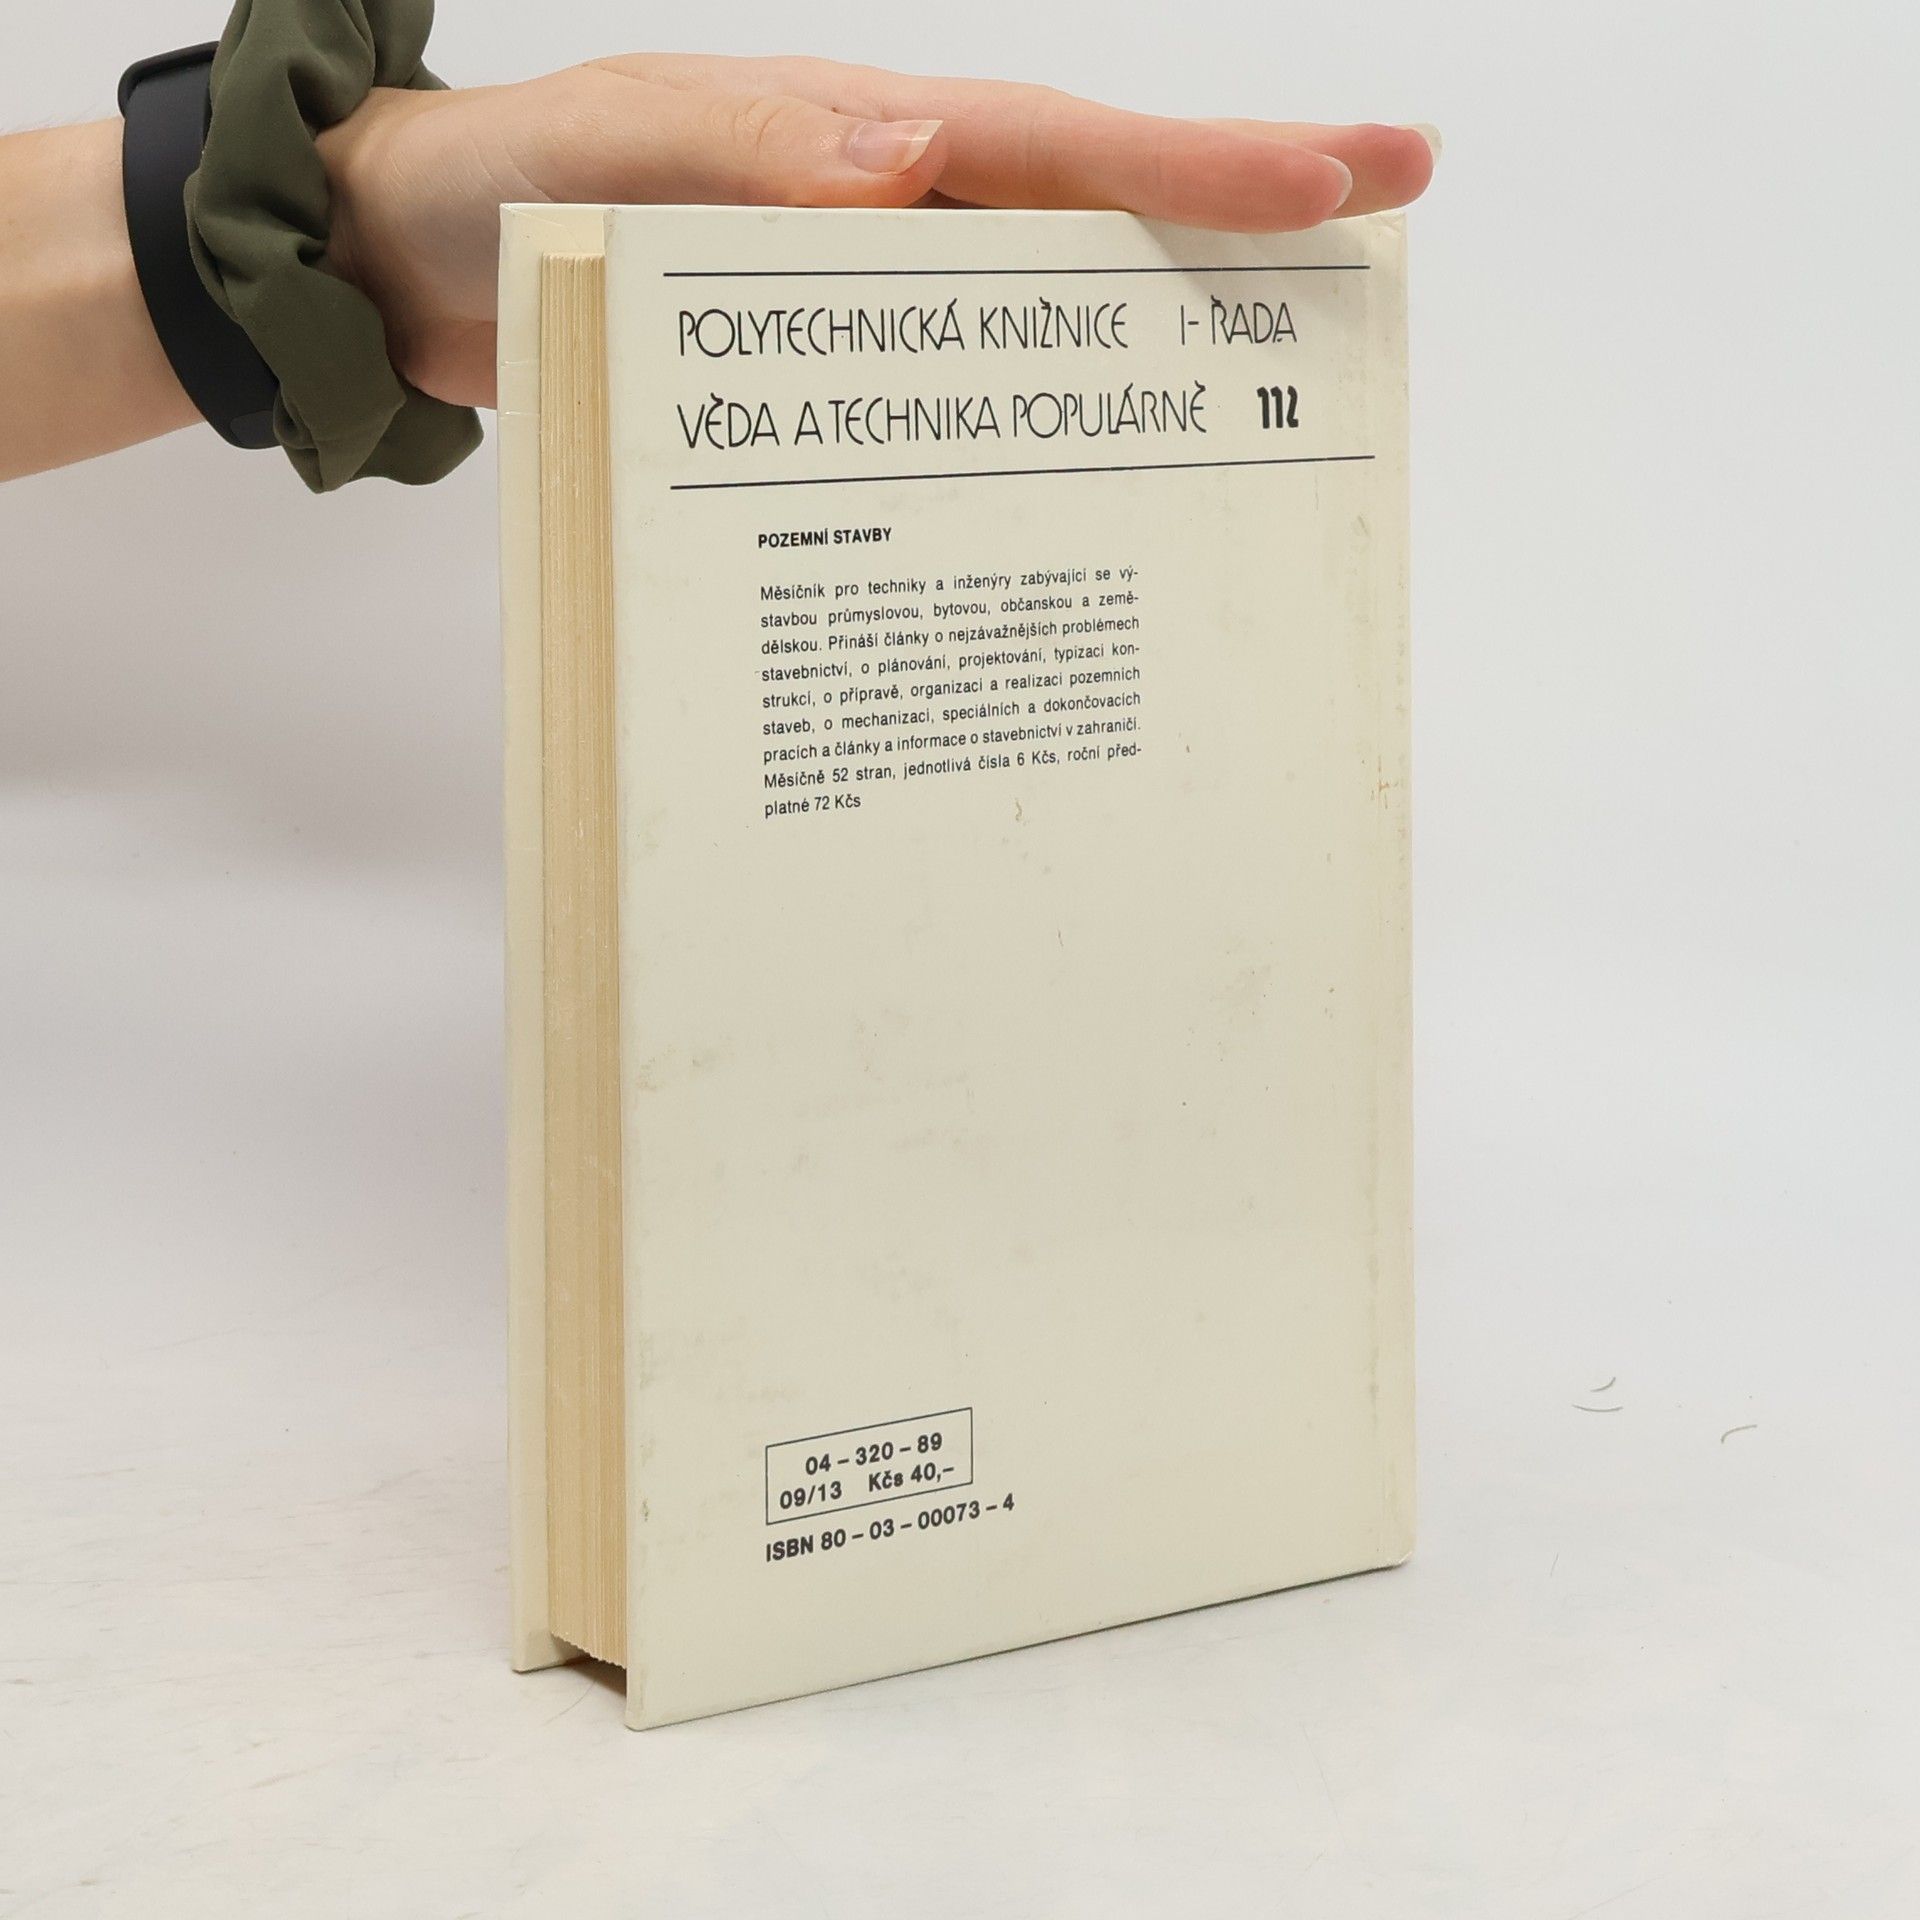 POLYTECHNICKÁ KNIŽNICE I-ŘADA
VĚDA A TECHNIKA POPULÁRNĚ 112
POZEMNÍ STAVBY
Měsíčník pro techniky a inženýry zabývající se vý-
stavbou průmyslovou, bytovou, občanskou a země-
dělskou. Přináší články o nejzávažnějších problémech
stavebnictví, o plánování, projektování, typizaci kon-
strukcí, o přípravě, organizaci a realizaci pozemních
staveb, o mechanizaci, speciálních a dokončovacích
pracích a články a informace o stavebnictví v zahraničí.
Měsíčně 52 stran, jednotlivá čísla 6 Kčs, roční před-
platné 72 Kčs
04 – 320 – 89
09/13 Kčs 40,–
ISBN 80 – 03 – 00073 – 4